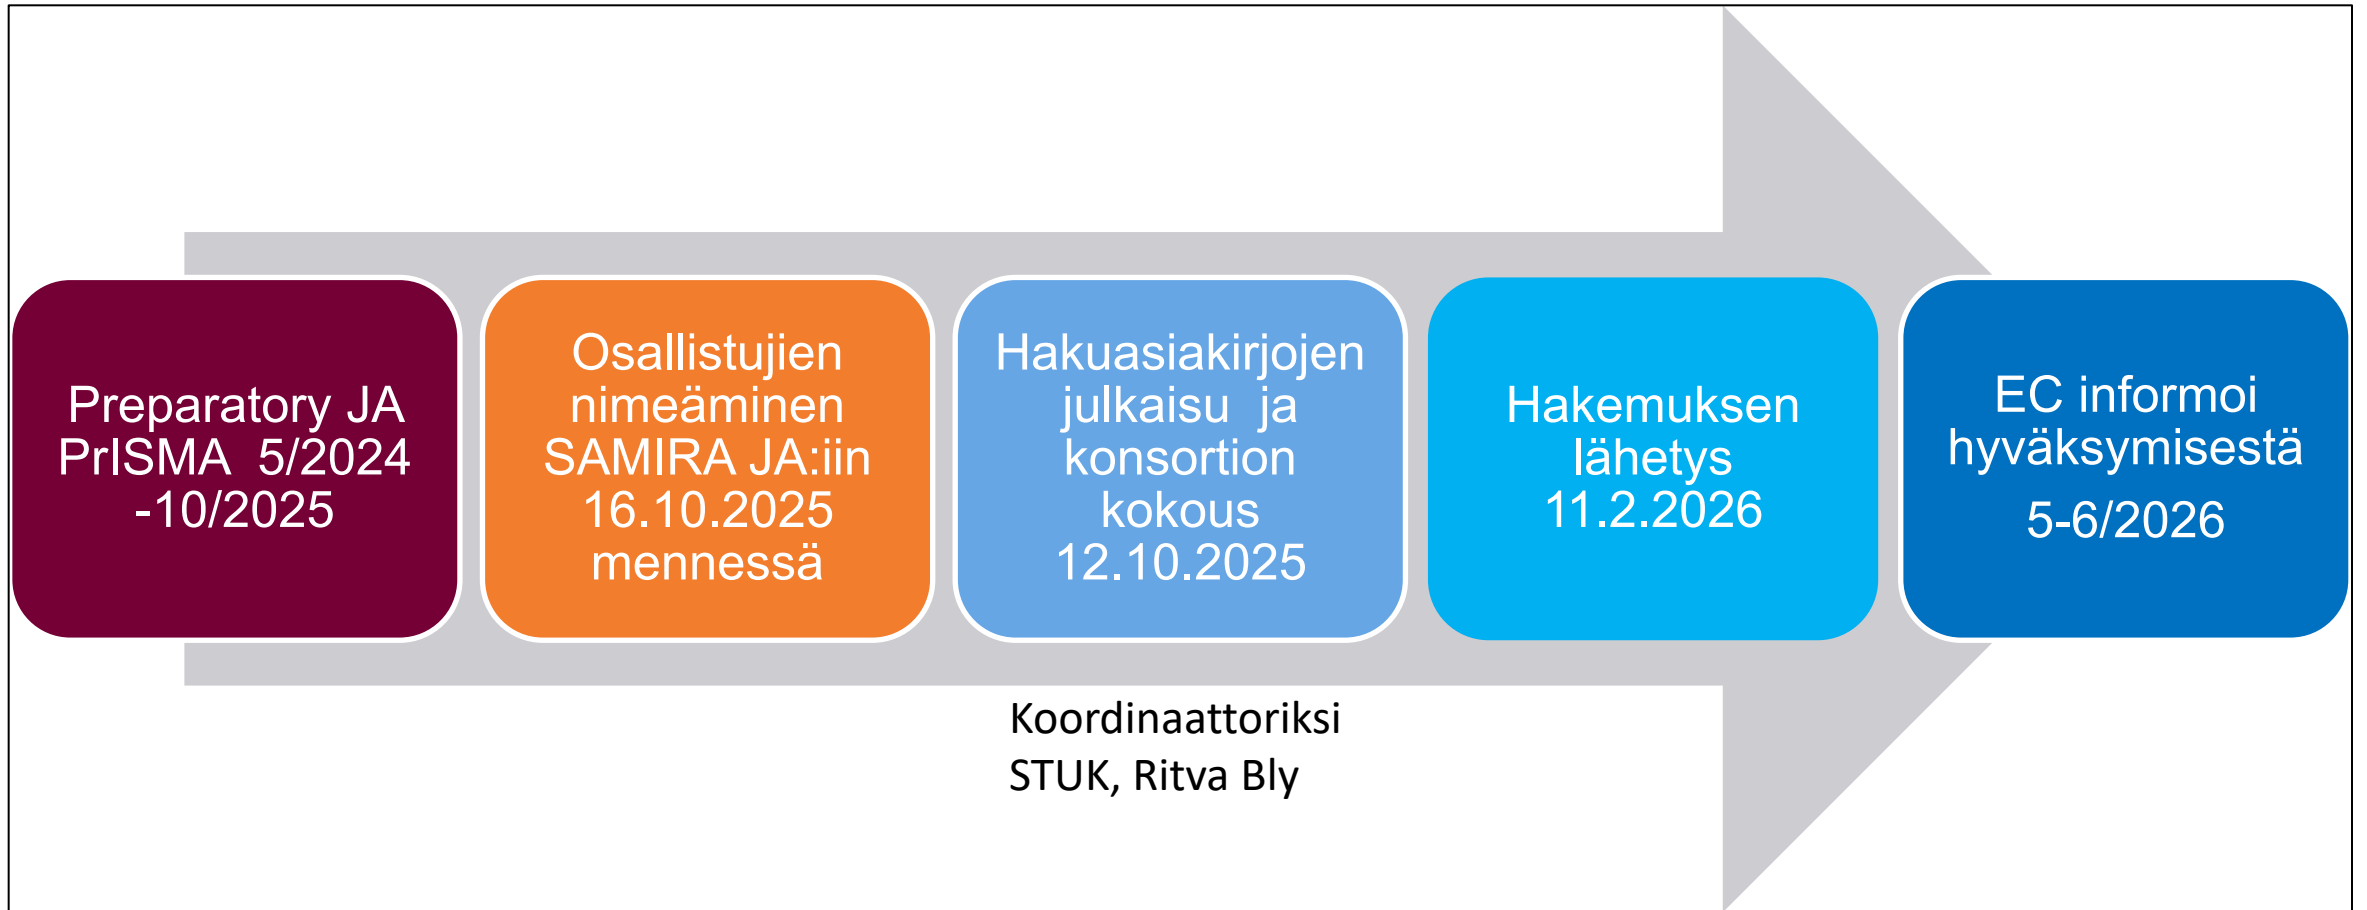 Preparatory JA
PrISMA 5/2024
-10/2025
Osallistujien
nimeäminen
SAMIRA JA:iin
16.10.2025
mennessä
Hakuasiakirjojen
julkaisu ja
konsortion
kokous
12.10.2025
Hakemuksen
lähetys
11.2.2026
EC informoi
hyväksymisestä
5-6/2026
Koordinaattoriksi
STUK, Ritva Bly